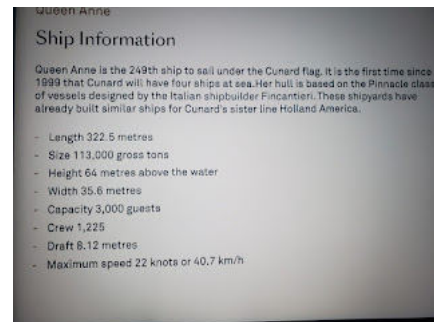 Queen Anne
Ship Information
Queen Anne is the 249th ship to sail under the Cunard flag. It is the first time since
1999 that Cunard will have four ships at sea.Her hull is based on the Pinnacle class
of vessels designed by the Italian shipbuilder Fincantieri. These shipyards have
already built similar ships for Cunard's sister line Holland America.
- Length 322.5 metres
- Size 113,000 gross tons
- Height 64 metres above the water
- Width 35.6 metres
- Capacity 3,000 guests
- Crew 1,225
- Draft 8.12 metres
- Maximum speed 22 knots or 40.7 km/h